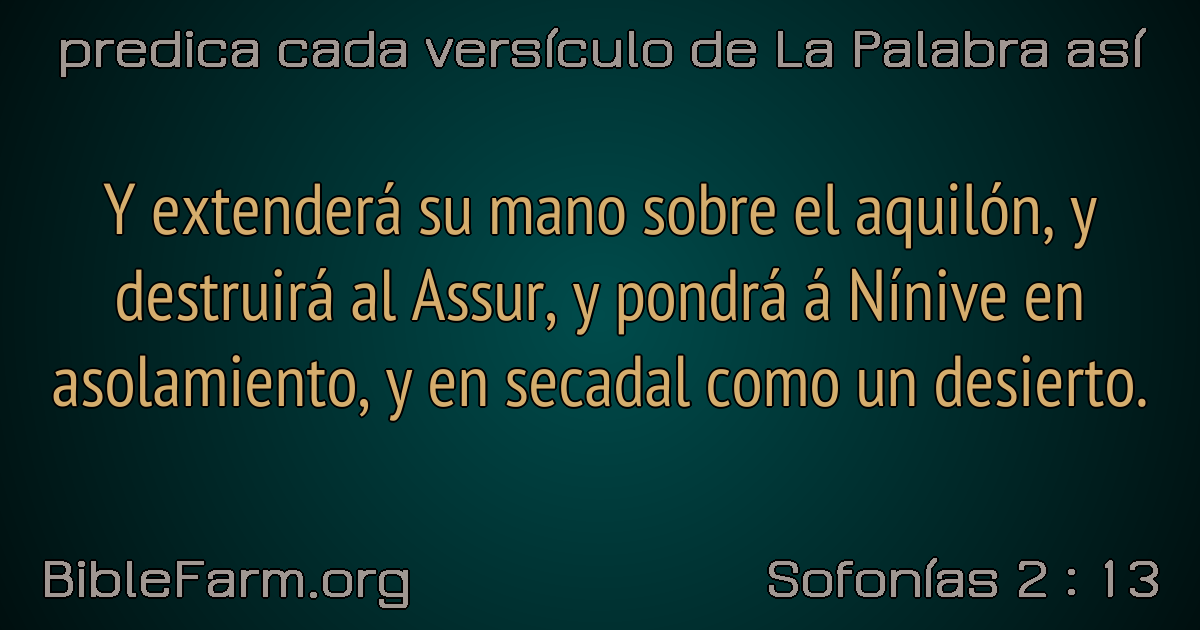 predica cada versículo de La Palabra así
Y extenderá su mano sobre el aquilón, y
destruirá al Assur, y pondrá á Nínive en
asolamiento, y en secadal como un desierto.
BibleFarm.org
Sofonías 2 : 13